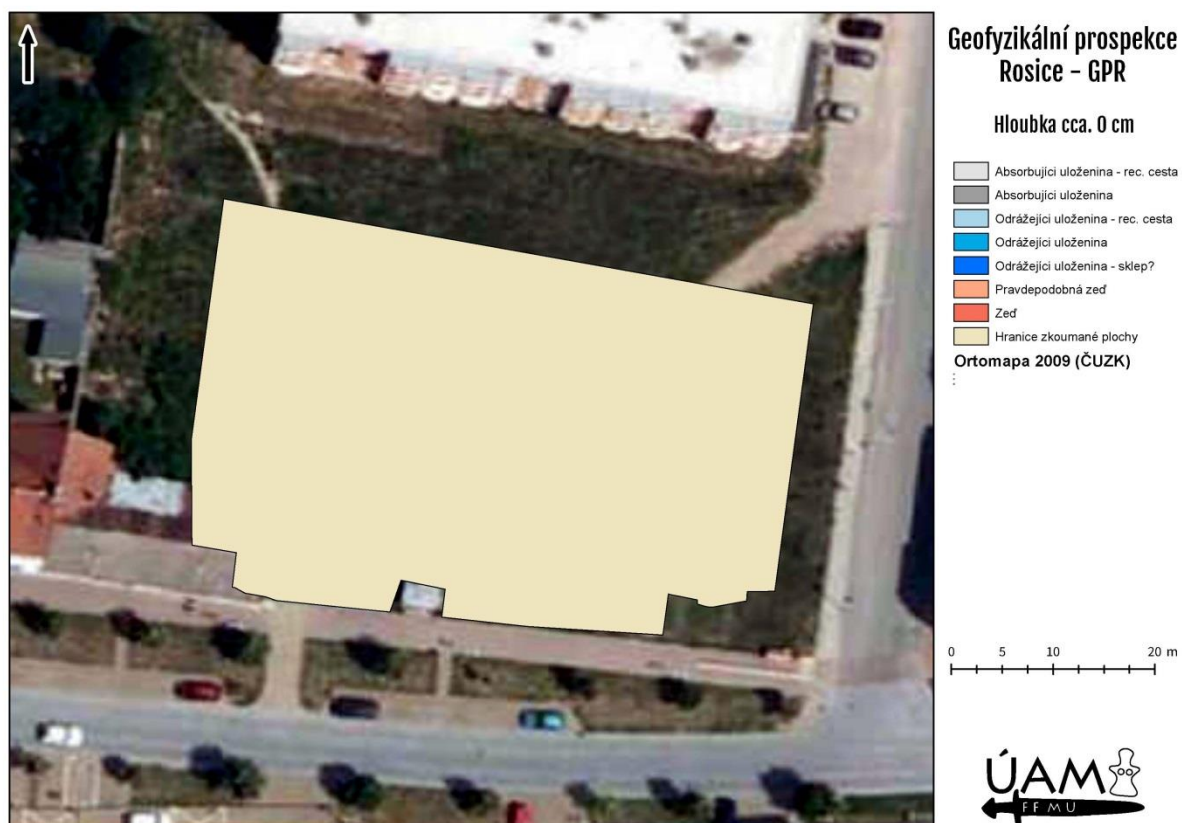 Geofyzikální prospekce
Rosice - GPR
Hloubka cca. 0 cm
Absorbujíci uloženina - rec. cesta
Absorbujíci uloženina
Odrážejíci uloženina - rec. cesta
Odrážejíci uloženina
Odrážejíci uloženina - sklep?
Pravdepodobná zeď
Zeď
Hranice zkoumané plochy
Ortomapa 2009 (ČUZK)
0 5 10 20 m
ÚAM
FF MU